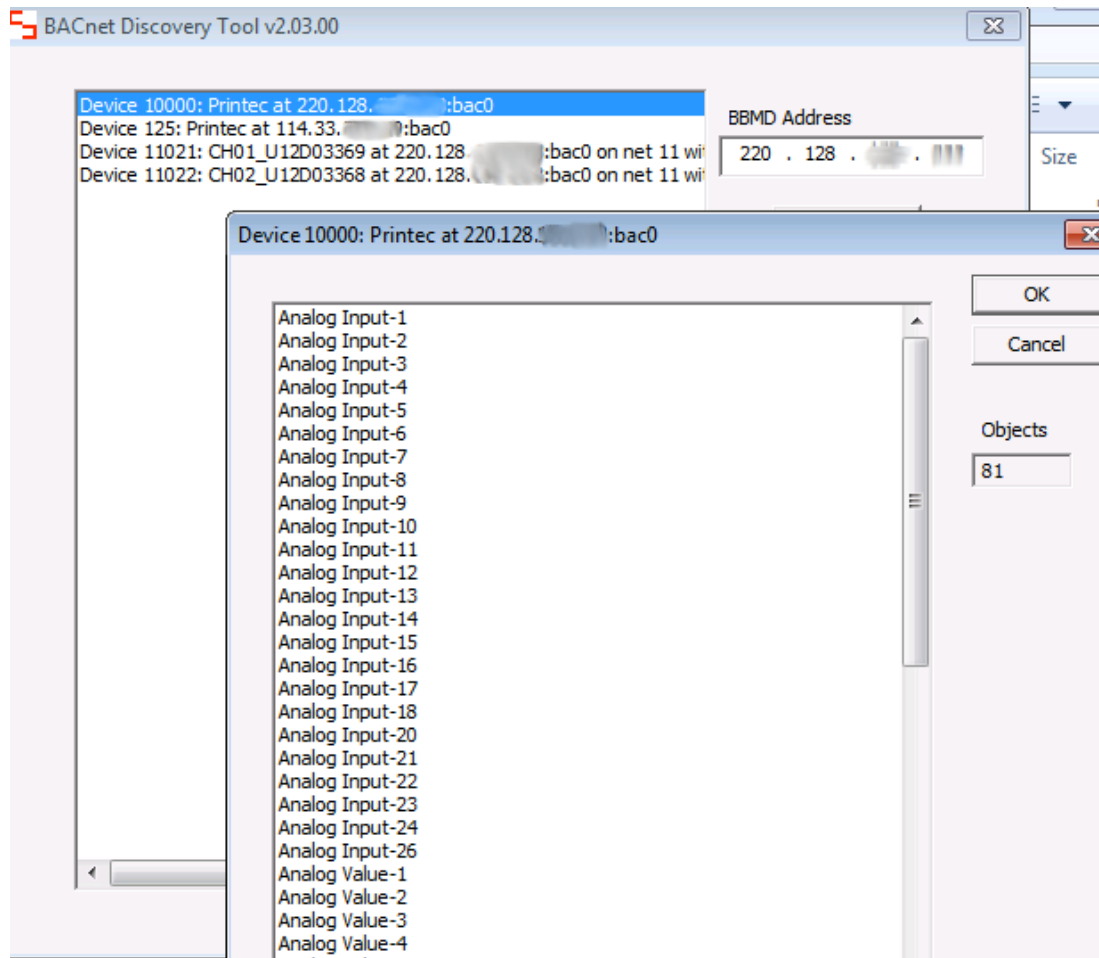 BACnet Discovery Tool v2.03.00
Device 10000: Printec at 220.128. :bac0
Device 125: Printec at 114.33. :bac0
Device 11021: CH01_U12D03369 at 220.128. :bac0 on net 11 wi
Device 11022: CH02_U12D03368 at 220.128. :bac0 on net 11 wi
BBMD Address
220 . 128 . .
Size
Device 10000: Printec at 220.128. :bac0
Analog Input-1
Analog Input-2
Analog Input-3
Analog Input-4
Analog Input-5
Analog Input-6
Analog Input-7
Analog Input-8
Analog Input-9
Analog Input-10
Analog Input-11
Analog Input-12
Analog Input-13
Analog Input-14
Analog Input-15
Analog Input-16
Analog Input-17
Analog Input-18
Analog Input-20
Analog Input-21
Analog Input-22
Analog Input-23
Analog Input-24
Analog Input-26
Analog Value-1
Analog Value-2
Analog Value-3
Analog Value-4
OK
Cancel
Objects
81